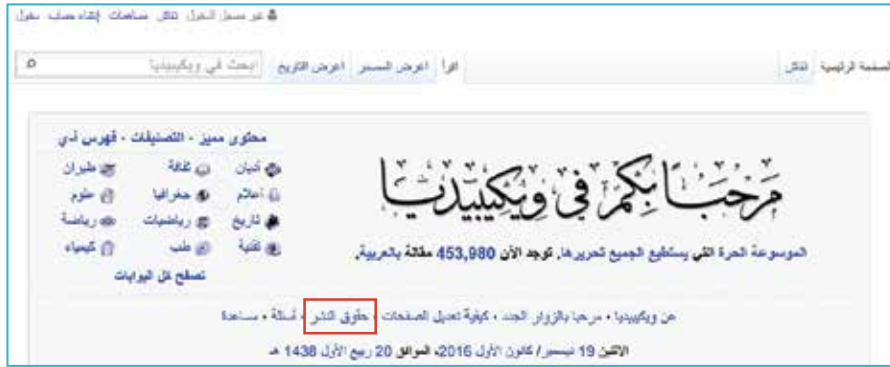 غير مسجل الدخول نقاش مساهمات إنشاء حساب دخول
الصفحة الرئيسية نقاش اقرأ اعرض المصدر اعرض التاريخ ابحث في ويكيبيديا
مَرحَبًا بِكُم في ويكيبيديا
الموسوعة الحرة التي يستطيع الجميع تحريرها. توجد الآن 453,980 مقالة بالعربية.
محتوى مميز · التصنيفات · فهرس أبجدي
أديان ثقافة طيران
أعلام جغرافيا علوم
تاريخ رياضيات رياضة
تقنية طب كيمياء
تصفح كل البوابات
عن ويكيبيديا • مرحبا بالزوار الجدد • كيفية تعديل الصفحات • حقوق النشر • أسئلة • مساعدة
الاثنين 19 ديسمبر/ كانون الأول 2016، الموافق 20 ربيع الأول 1438 هـ